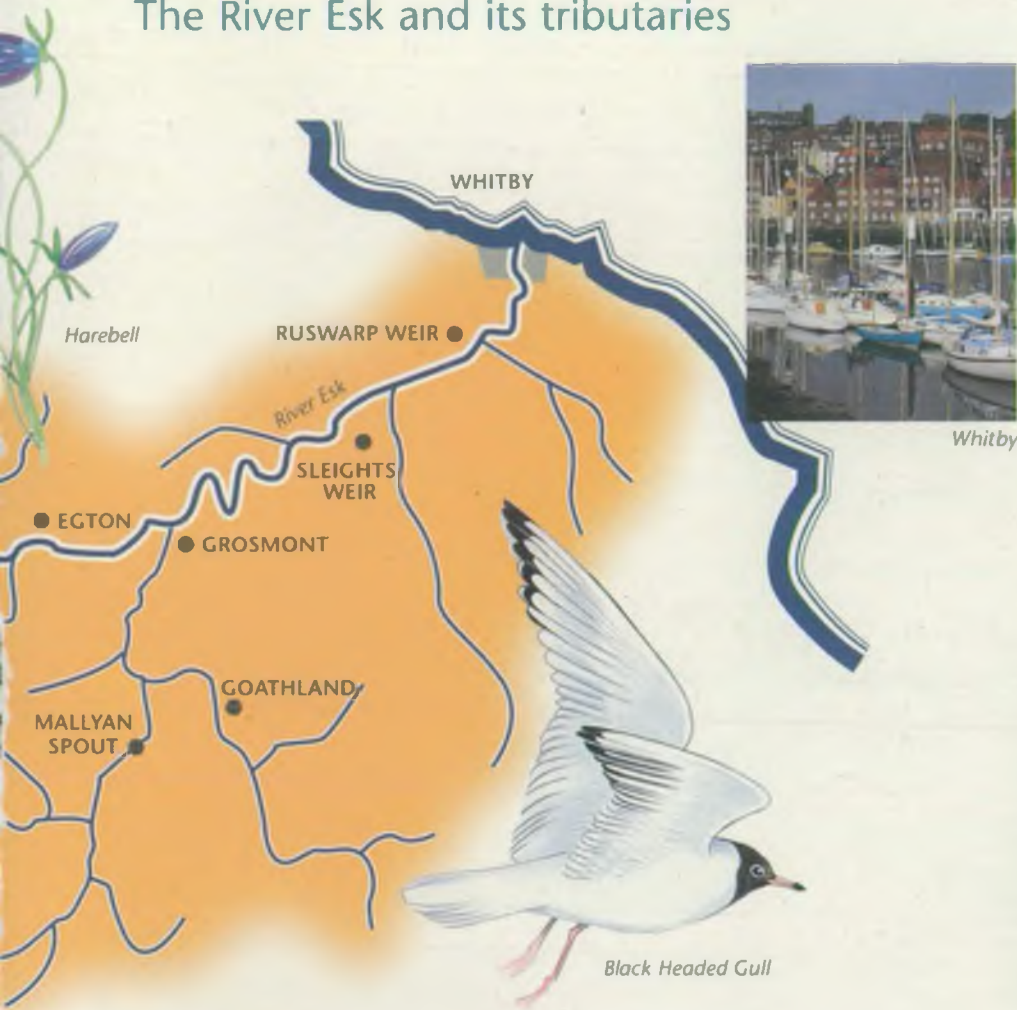 The River Esk and its tributaries
WHITBY
Harebell
RUSWARP WEIR
River Esk
Whitby
SLEIGHTS
WEIR
EGTON
GROSMONT
GOATHLAND
MALLYAN
SPOUT
Black Headed Gull